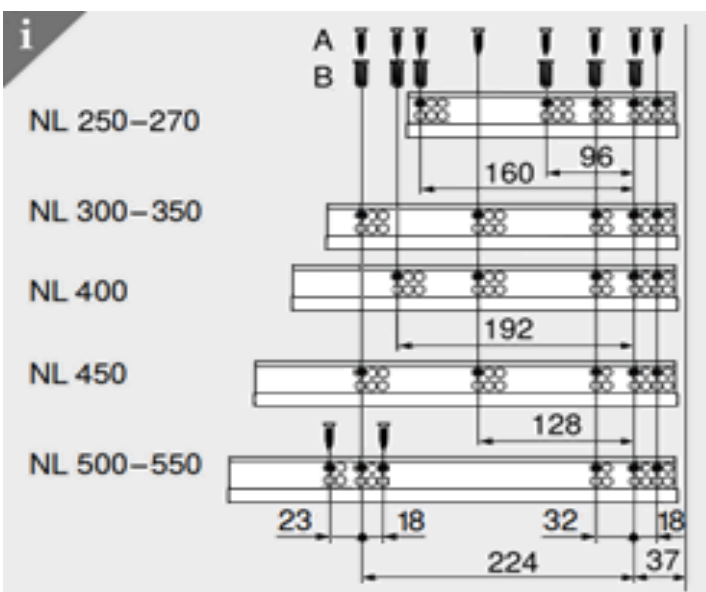 i
A
B
NL 250–270
96
160
NL 300–350
NL 400
192
NL 450
128
NL 500–550
23 18 32 18
224 37